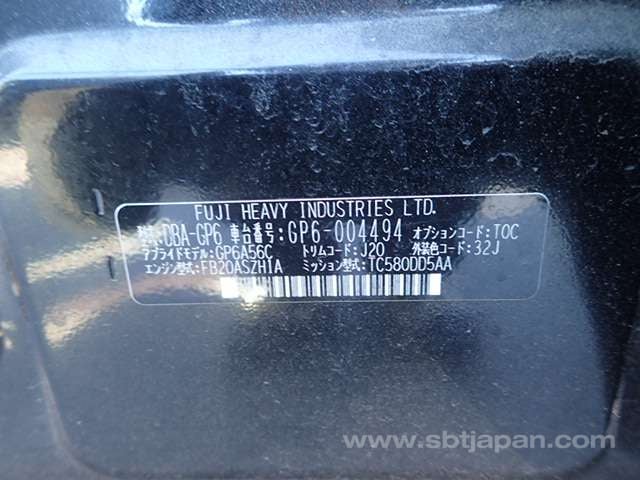 FUJI HEAVY INDUSTRIES LTD.
型式:DBA-GP6 車台番号:GP6-004494 オプションコード:TOC
アプライドモデル:GP6A56C トリムコード:J20 外装色コード:32J
エンジン型式:FB20ASZH1A ミッション型式:TC580DD5AA
www.sbtjapan.com